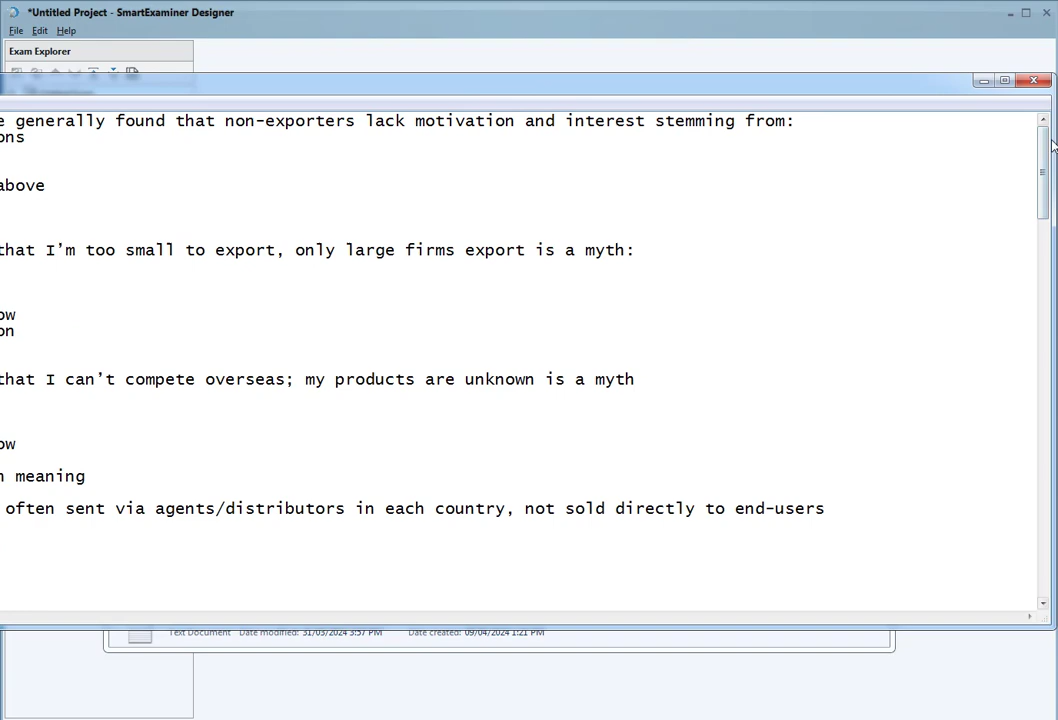 *Untitled Project - SmartExaminer Designer
File Edit Help
Exam Explorer
e generally found that non-exporters lack motivation and interest stemming from:
ons
above
that I’m too small to export, only large firms export is a myth:
ow
on
that I can’t compete overseas; my products are unknown is a myth
ow
n meaning
often sent via agents/distributors in each country, not sold directly to end-users
Text Document Date modified: 31/03/2024 3:57 PM Date created: 09/04/2024 1:21 PM